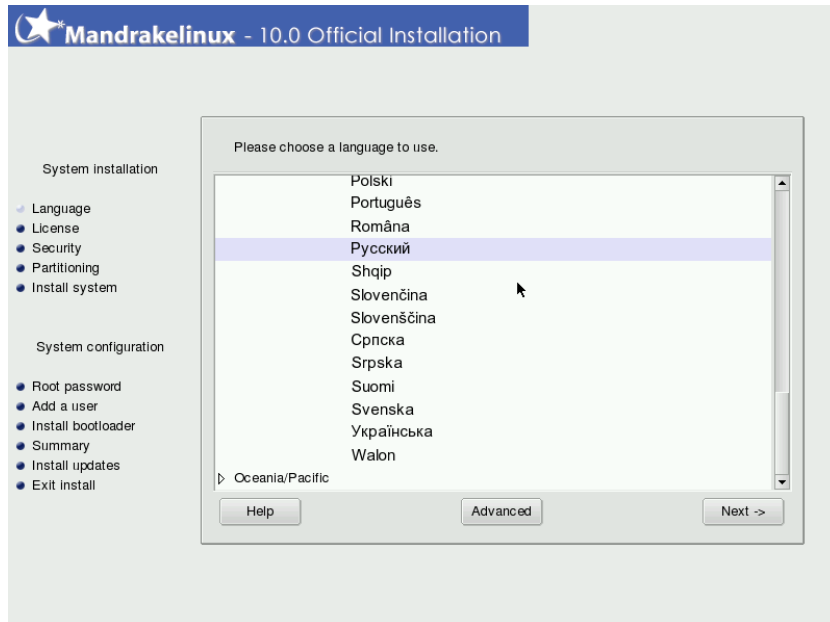 Mandrakelinux - 10.0 Official Installation
Please choose a language to use.
System installation
Language
License
Security
Partitioning
Install system
System configuration
Root password
Add a user
Install bootloader
Summary
Install updates
Exit install
Polski
Português
Româna
Русский
Shqip
Slovenčina
Slovenščina
Српска
Srpska
Suomi
Svenska
Українська
Walon
Oceania/Pacific
Help
Advanced
Next ->